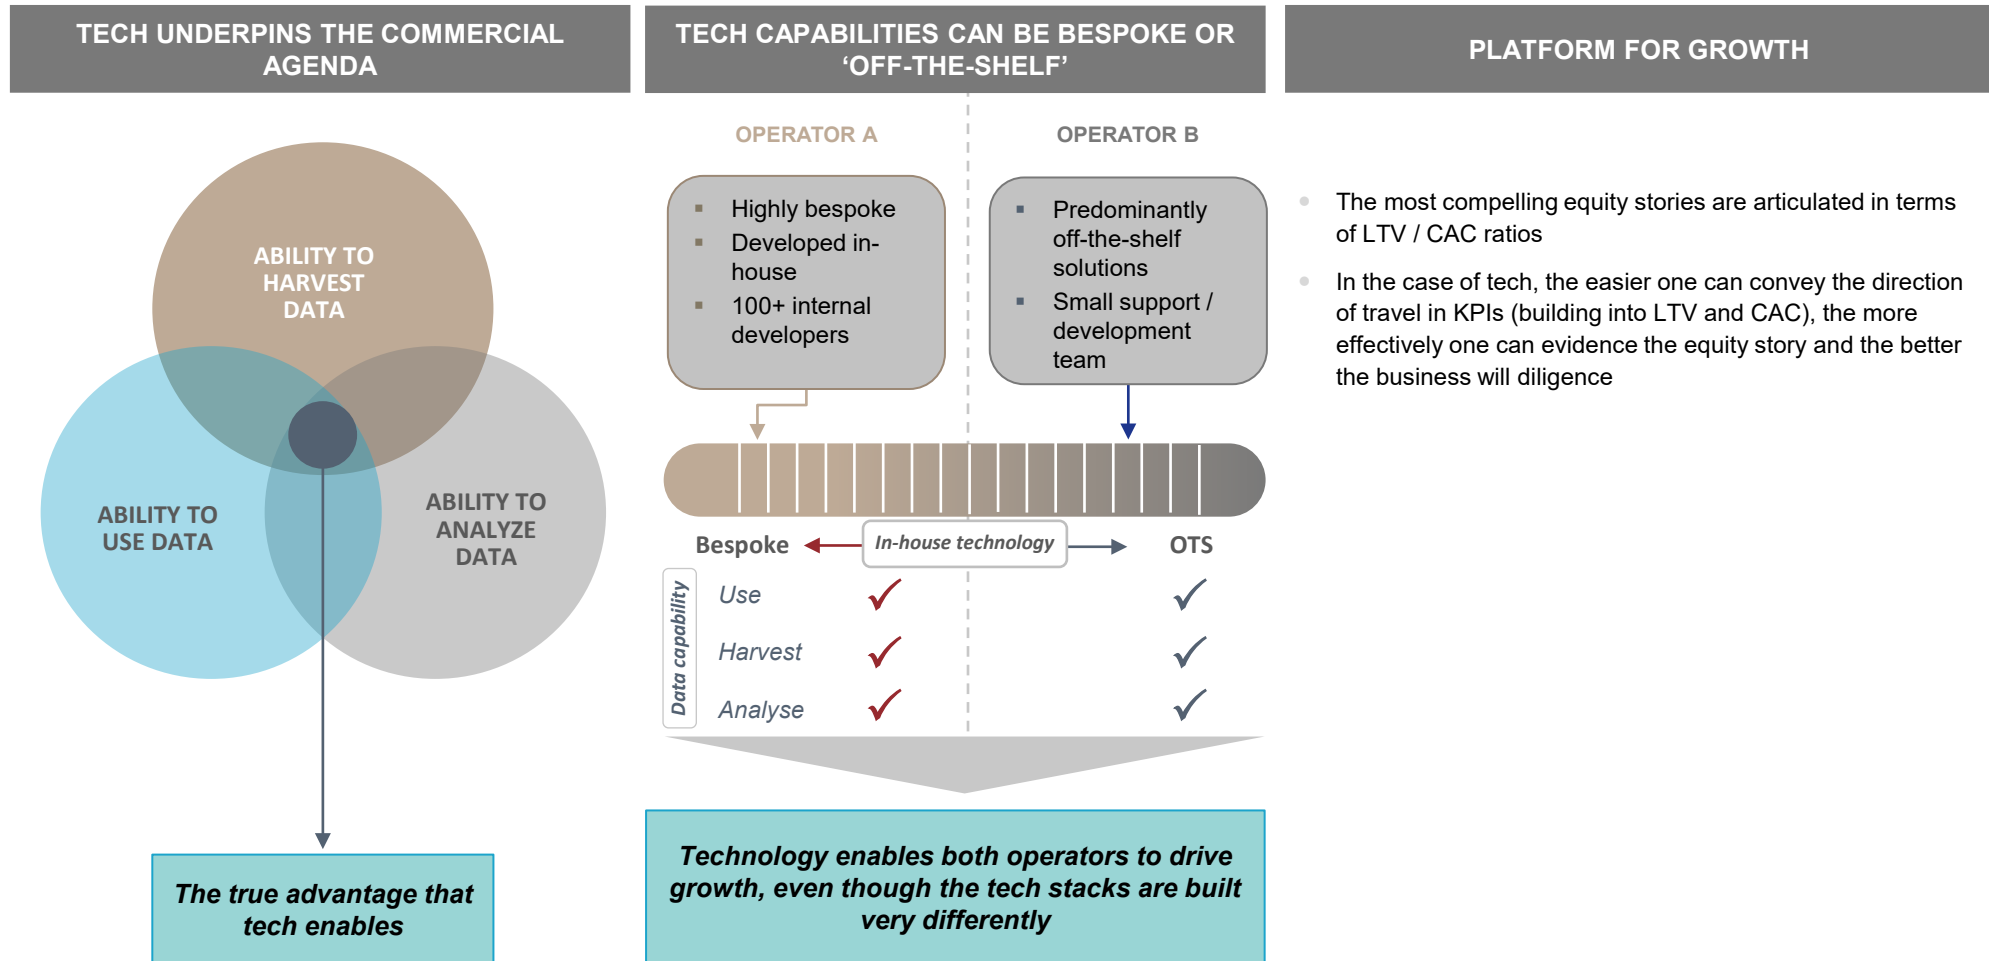 TECH UNDERPINS THE COMMERCIAL
AGENDA
ABILITY TO
HARVEST
DATA
ABILITY TO
USE DATA
ABILITY TO
ANALYZE
DATA
The true advantage that
tech enables
TECH CAPABILITIES CAN BE BESPOKE OR
‘OFF-THE-SHELF’
OPERATOR A
▪ Highly bespoke
▪ Developed in-
house
▪ 100+ internal
developers
OPERATOR B
▪ Predominantly
off-the-shelf
solutions
▪ Small support /
development
team
Bespoke
In-house technology
OTS
Data capability
Use ✓ ✓
Harvest ✓ ✓
Analyse ✓ ✓
Technology enables both operators to drive
growth, even though the tech stacks are built
very differently
PLATFORM FOR GROWTH
• The most compelling equity stories are articulated in terms
of LTV / CAC ratios
• In the case of tech, the easier one can convey the direction
of travel in KPIs (building into LTV and CAC), the more
effectively one can evidence the equity story and the better
the business will diligence